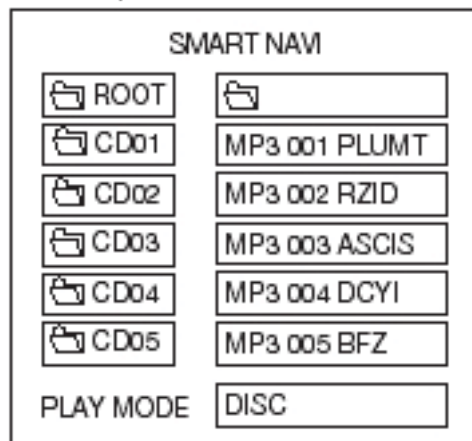 SMART NAVI
ROOT
CD01 MP3 001 PLUMT
CD02 MP3 002 RZID
CD03 MP3 003 ASCIS
CD04 MP3 004 DCYI
CD05 MP3 005 BFZ
PLAY MODE DISC